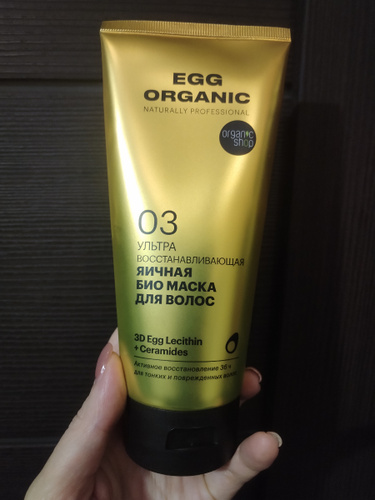 EGG
ORGANIC
NATURALLY PROFESSIONAL
organic
shop
03
УЛЬТРА
ВОССТАНАВЛИВАЮЩАЯ
ЯИЧНАЯ
БИО МАСКА
ДЛЯ ВОЛОС
3D Egg Lecithin
+ Ceramides
Активное восстановление
для тонких и поврежденных волос